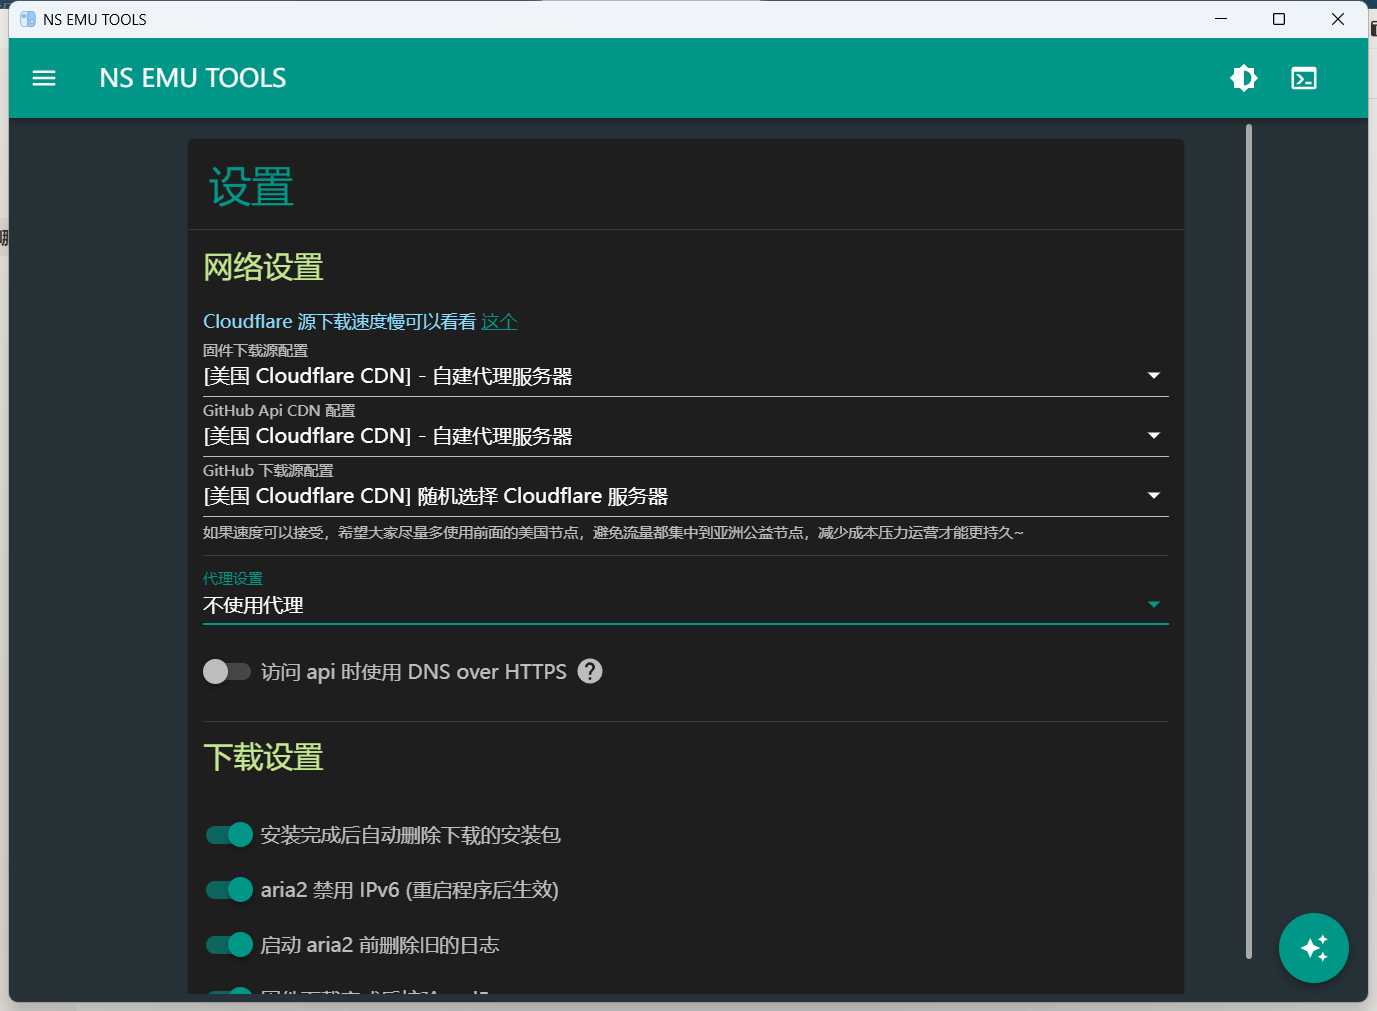 NS EMU TOOLS
NS EMU TOOLS
设置
网络设置
Cloudflare 源下载速度慢可以看看 这个
固件下载源配置
[美国 Cloudflare CDN] - 自建代理服务器
GitHub Api CDN 配置
[美国 Cloudflare CDN] - 自建代理服务器
GitHub 下载源配置
[美国 Cloudflare CDN] 随机选择 Cloudflare 服务器
如果速度可以接受，希望大家尽量多使用前面的美国节点，避免流量都集中到亚洲公益节点，减少成本压力运营才能更持久~
代理设置
不使用代理
访问 api 时使用 DNS over HTTPS
下载设置
安装完成后自动删除下载的安装包
aria2 禁用 IPv6 (重启程序后生效)
启动 aria2 前删除旧的日志